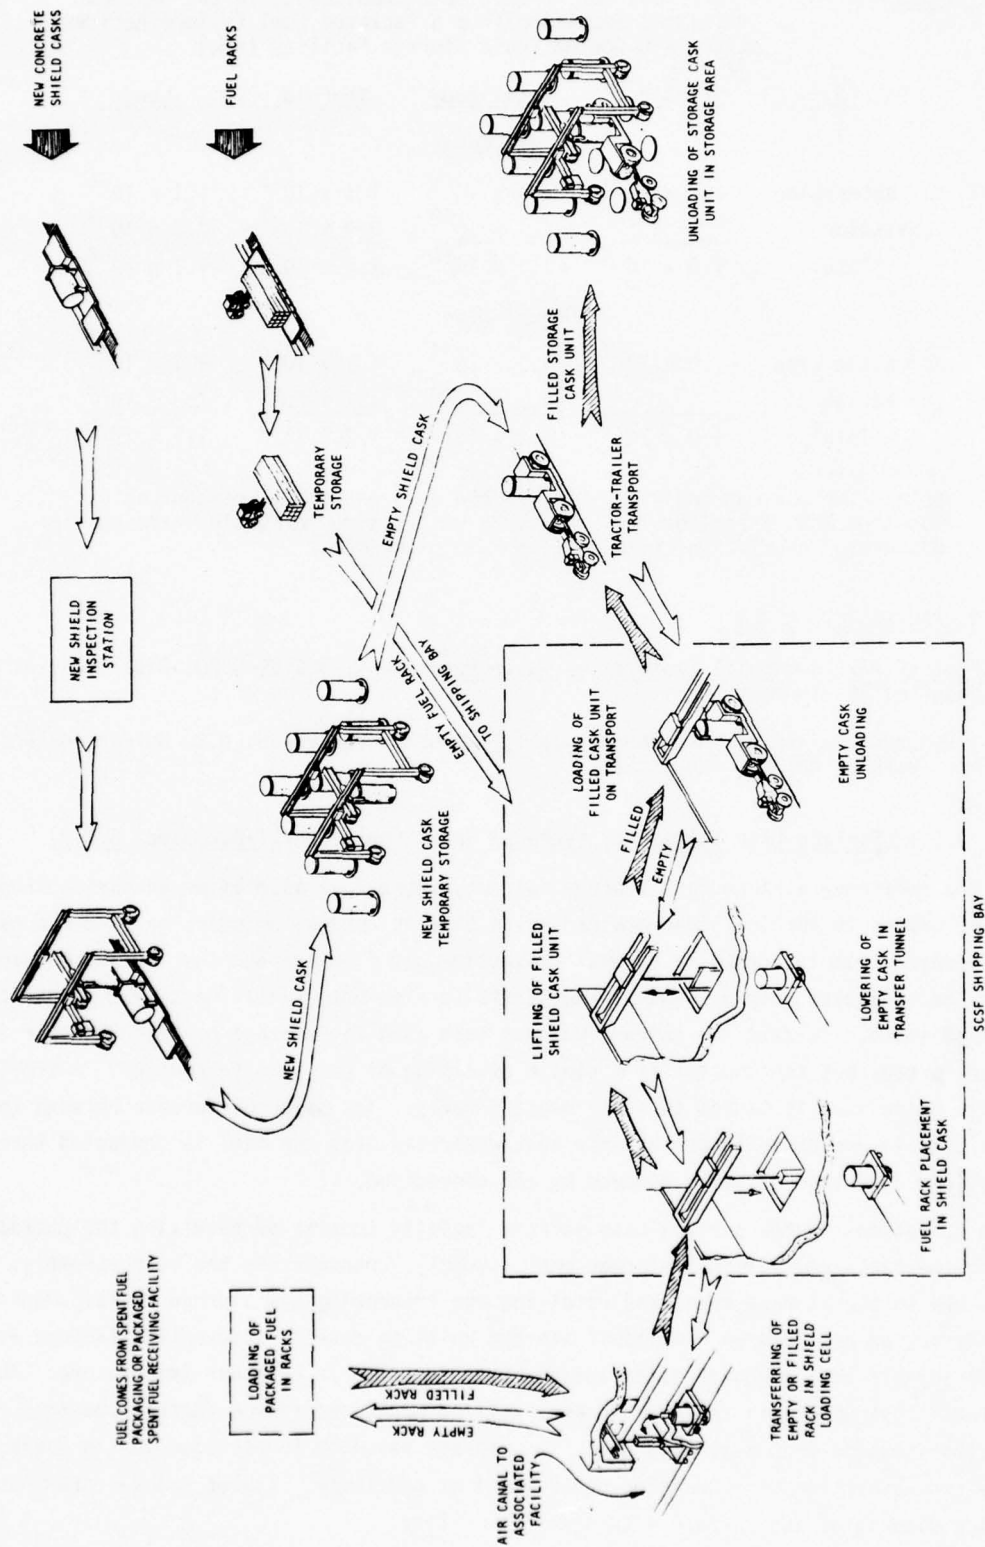 NEW CONCRETE
SHIELD CASKS
FUEL RACKS
NEW SHIELD
INSPECTION
STATION
TEMPORARY
STORAGE
NEW SHIELD CASK
NEW SHIELD CASK
TEMPORARY STORAGE
EMPTY SHIELD CASK
EMPTY FUEL RACK
TO SHIPPING BAY
TRACTOR-TRAILER
TRANSPORT
FILLED STORAGE
CASK UNIT
UNLOADING OF STORAGE CASK
UNIT IN STORAGE AREA
FUEL COMES FROM SPENT FUEL
PACKAGING OR PACKAGED
SPENT FUEL RECEIVING FACILITY
LOADING OF
PACKAGED FUEL
IN RACKS
EMPTY RACK
FILLED RACK
AIR CANAL TO
ASSOCIATED
FACILITY
TRANSFERRING OF
EMPTY OR FILLED
RACK IN SHIELD
LOADING CELL
FUEL RACK PLACEMENT
IN SHIELD CASK
LIFTING OF FILLED
SHIELD CASK UNIT
LOWERING OF
EMPTY CASK IN
TRANSFER TUNNEL
FILLED
EMPTY
LOADING OF
FILLED CASK UNIT
ON TRANSPORT
EMPTY CASK
UNLOADING
SCSF SHIPPING BAY